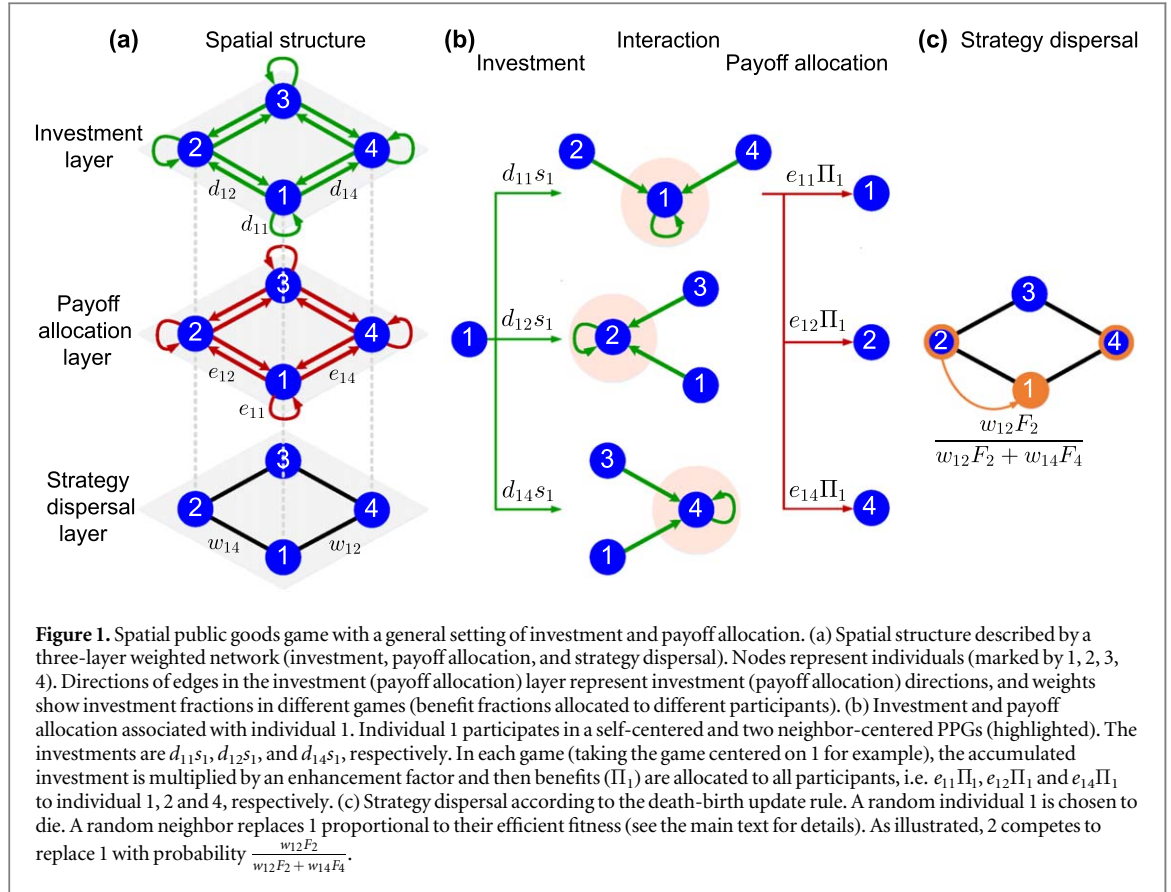 (a) Spatial structure
(b) Interaction
(c) Strategy dispersal
Investment
Payoff allocation
Investment
layer
3
2
4
1
d12
d14
d11
Payoff
allocation
layer
3
2
4
1
e12
e14
e11
Strategy
dispersal
layer
3
2
4
1
w14
w12
1
d11s1
d12s1
d14s1
2
4
1
3
2
1
3
4
1
e11Π1
e12Π1
e14Π1
1
2
4
3
2
4
1
w12F2
w12F2 + w14F4
Figure 1. Spatial public goods game with a general setting of investment and payoff allocation. (a) Spatial structure described by a
three-layer weighted network (investment, payoff allocation, and strategy dispersal). Nodes represent individuals (marked by 1, 2, 3,
4). Directions of edges in the investment (payoff allocation) layer represent investment (payoff allocation) directions, and weights
show investment fractions in different games (benefit fractions allocated to different participants). (b) Investment and payoff
allocation associated with individual 1. Individual 1 participates in a self-centered and two neighbor-centered PPGs (highlighted). The
investments are d11s1, d12s1, and d14s1, respectively. In each game (taking the game centered on 1 for example), the accumulated
investment is multiplied by an enhancement factor and then benefits (Π1) are allocated to all participants, i.e. e11Π1, e12Π1 and e14Π1
to individual 1, 2 and 4, respectively. (c) Strategy dispersal according to the death-birth update rule. A random individual 1 is chosen to
die. A random neighbor replaces 1 proportional to their efficient fitness (see the main text for details). As illustrated, 2 competes to
replace 1 with probability w12F2 / w12F2 + w14F4.